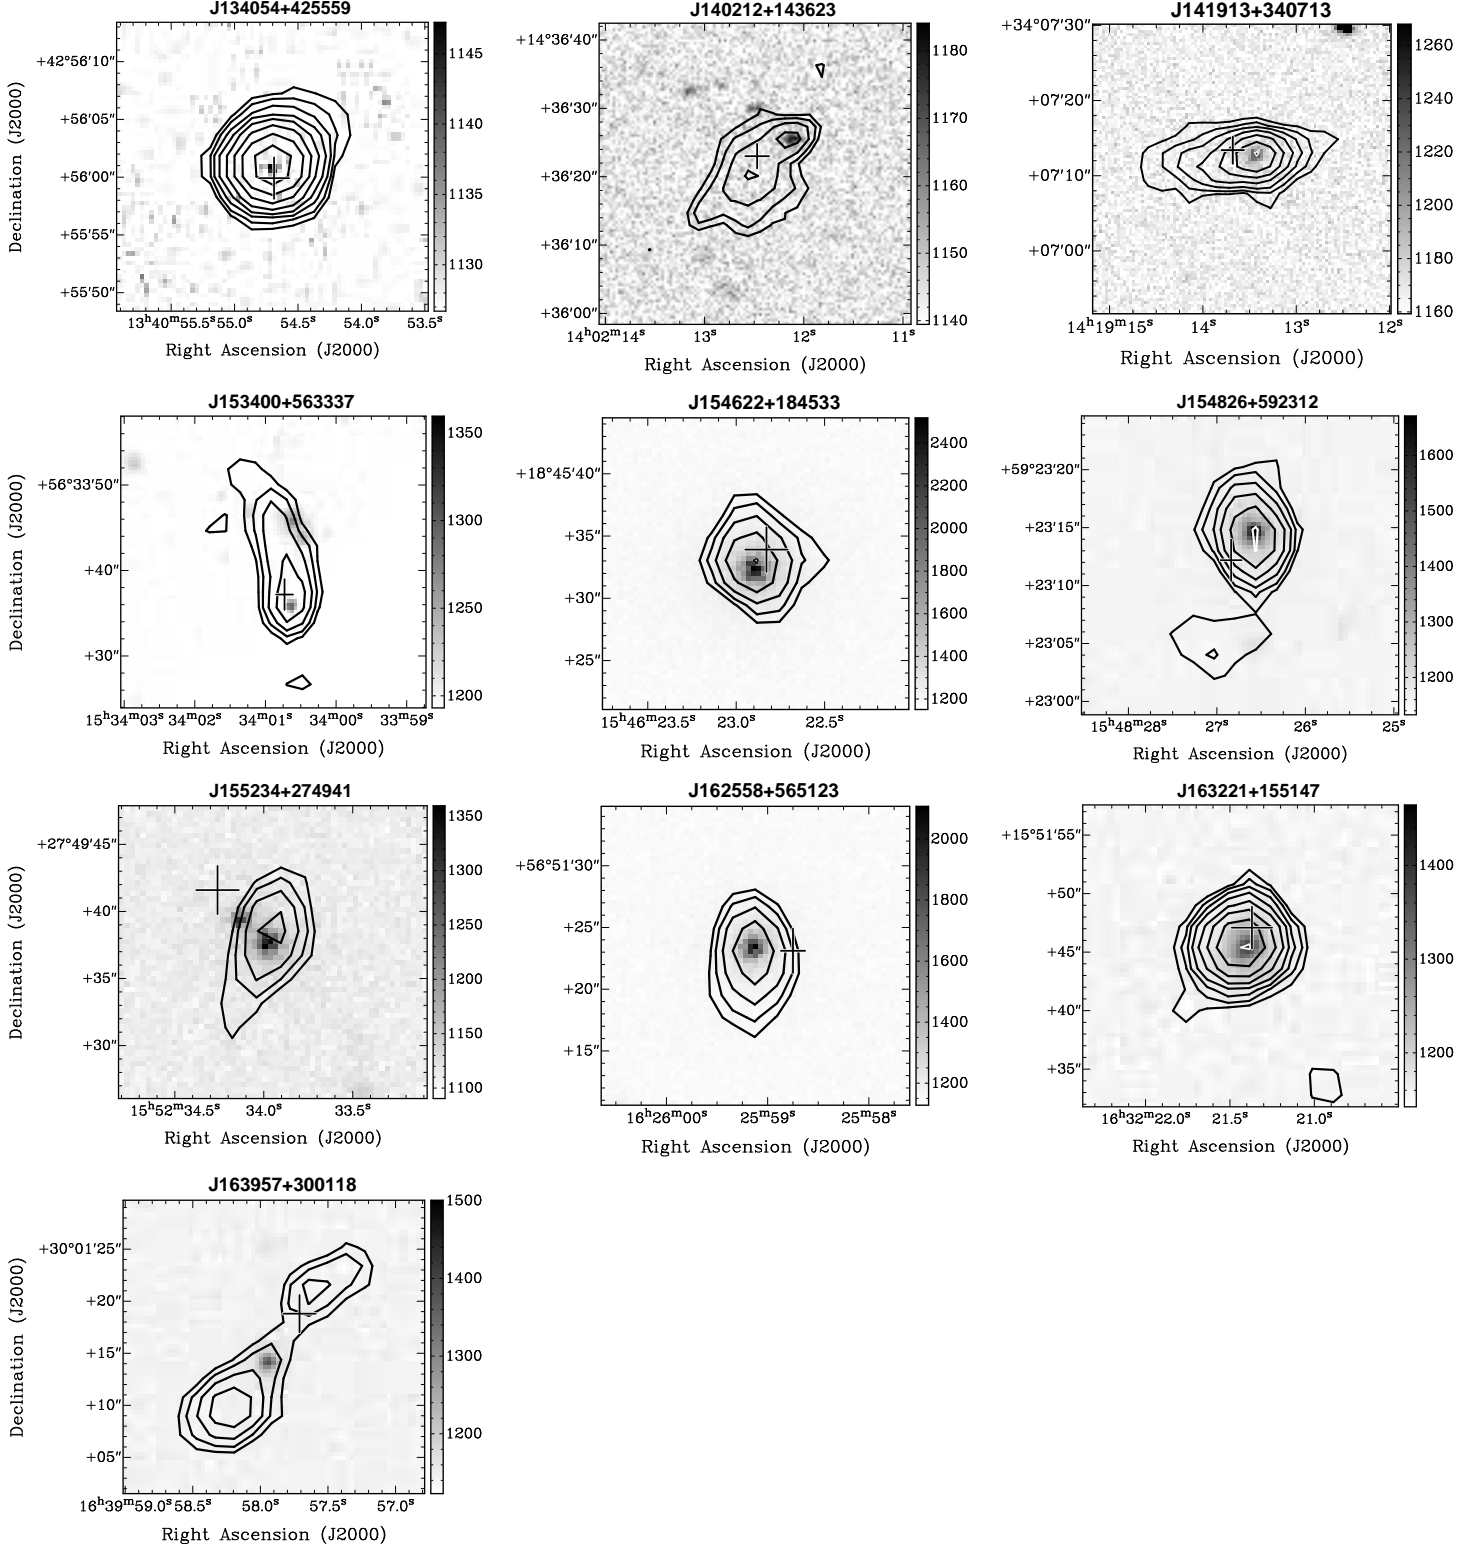 J134054+425559
J140212+143623
J141913+340713
Declination (J2000)
+42°56′10″
+56′05″
+56′00″
+55′55″
+55′50″
1145
1140
1135
1130
13ʰ40ᵐ55.5ˢ 55.0ˢ 54.5ˢ 54.0ˢ 53.5ˢ
Right Ascension (J2000)
+14°36′40″
+36′30″
+36′20″
+36′10″
+36′00″
1180
1170
1160
1150
1140
14ʰ02ᵐ14ˢ 13ˢ 12ˢ 11ˢ
Right Ascension (J2000)
+34°07′30″
+07′20″
+07′10″
+07′00″
1260
1240
1220
1200
1180
1160
14ʰ19ᵐ15ˢ 14ˢ 13ˢ 12ˢ
Right Ascension (J2000)
J153400+563337
J154622+184533
J154826+592312
Declination (J2000)
+56°33′50″
+40″
+30″
1350
1300
1250
1200
15ʰ34ᵐ03ˢ 34ᵐ02ˢ 34ᵐ01ˢ 34ᵐ00ˢ 33ᵐ59ˢ
Right Ascension (J2000)
+18°45′40″
+35″
+30″
+25″
2400
2200
2000
1800
1600
1400
1200
15ʰ46ᵐ23.5ˢ 23.0ˢ 22.5ˢ
Right Ascension (J2000)
+59°23′20″
+23′15″
+23′10″
+23′05″
+23′00″
1600
1500
1400
1300
1200
15ʰ48ᵐ28ˢ 27ˢ 26ˢ 25ˢ
Right Ascension (J2000)
J155234+274941
J162558+565123
J163221+155147
Declination (J2000)
+27°49′45″
+40″
+35″
+30″
1350
1300
1250
1200
1150
1100
15ʰ52ᵐ34.5ˢ 34.0ˢ 33.5ˢ
Right Ascension (J2000)
+56°51′30″
+25″
+20″
+15″
2000
1800
1600
1400
1200
16ʰ26ᵐ00ˢ 25ᵐ59ˢ 25ᵐ58ˢ
Right Ascension (J2000)
+15°51′55″
+50″
+45″
+40″
+35″
1400
1300
1200
16ʰ32ᵐ22.0ˢ 21.5ˢ 21.0ˢ
Right Ascension (J2000)
J163957+300118
Declination (J2000)
+30°01′25″
+20″
+15″
+10″
+05″
1500
1400
1300
1200
16ʰ39ᵐ59.0ˢ 58.5ˢ 58.0ˢ 57.5ˢ 57.0ˢ
Right Ascension (J2000)